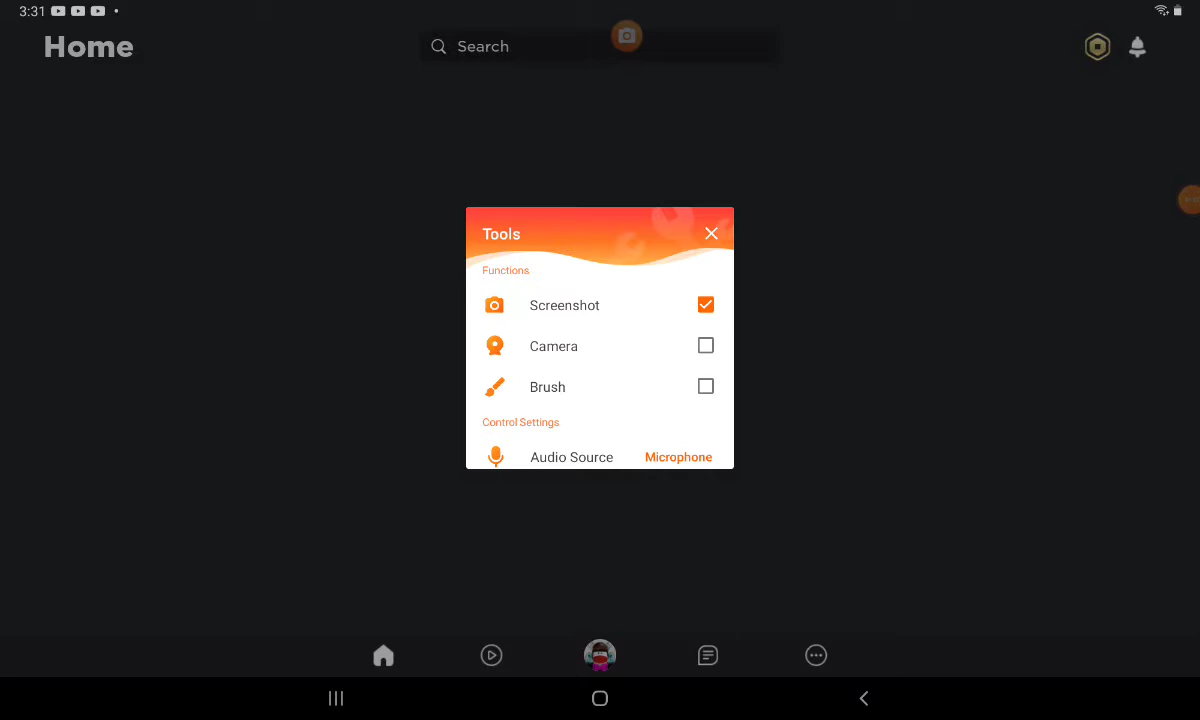 3:31
Home
Search
Tools
Functions
Screenshot
Camera
Brush
Control Settings
Audio Source Microphone